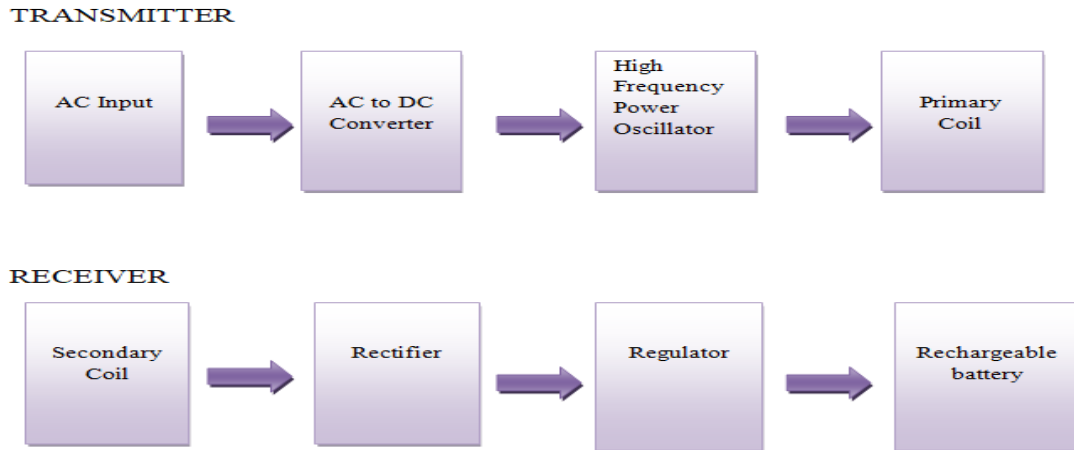 TRANSMITTER
AC Input
AC to DC
Converter
High
Frequency
Power
Oscillator
Primary
Coil
RECEIVER
Secondary
Coil
Rectifier
Regulator
Rechargeable
battery